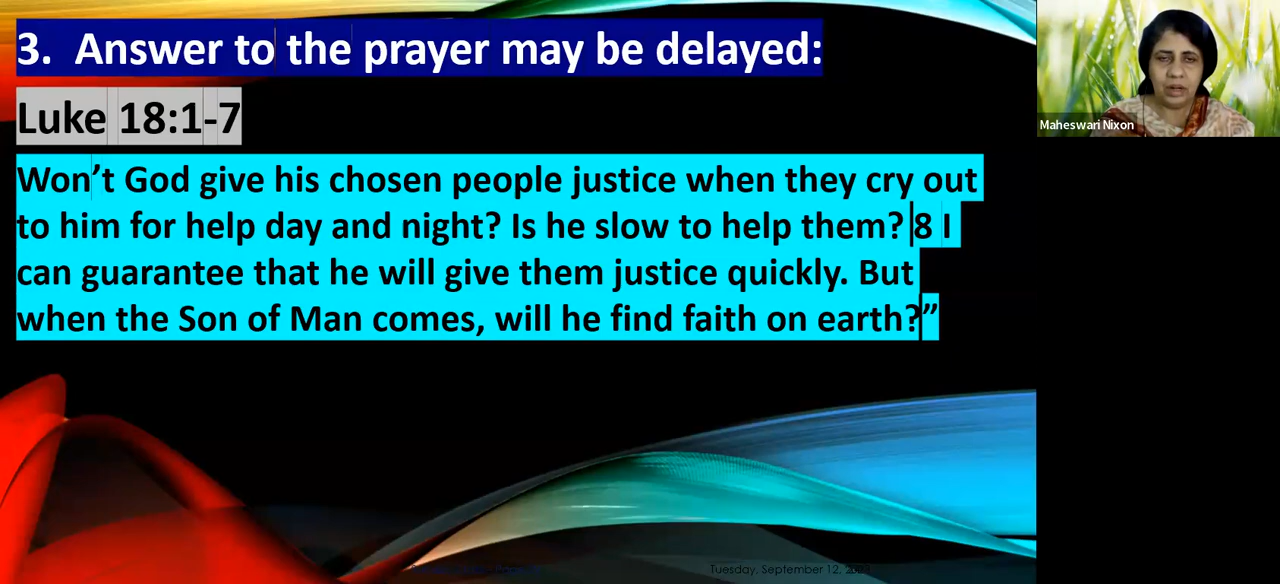 3. Answer to the prayer may be delayed:
Luke 18:1-7
Won’t God give his chosen people justice when they cry out
to him for help day and night? Is he slow to help them? 8 I
can guarantee that he will give them justice quickly. But
when the Son of Man comes, will he find faith on earth?”
Maheswari Nixon
Tuesday, September 12,